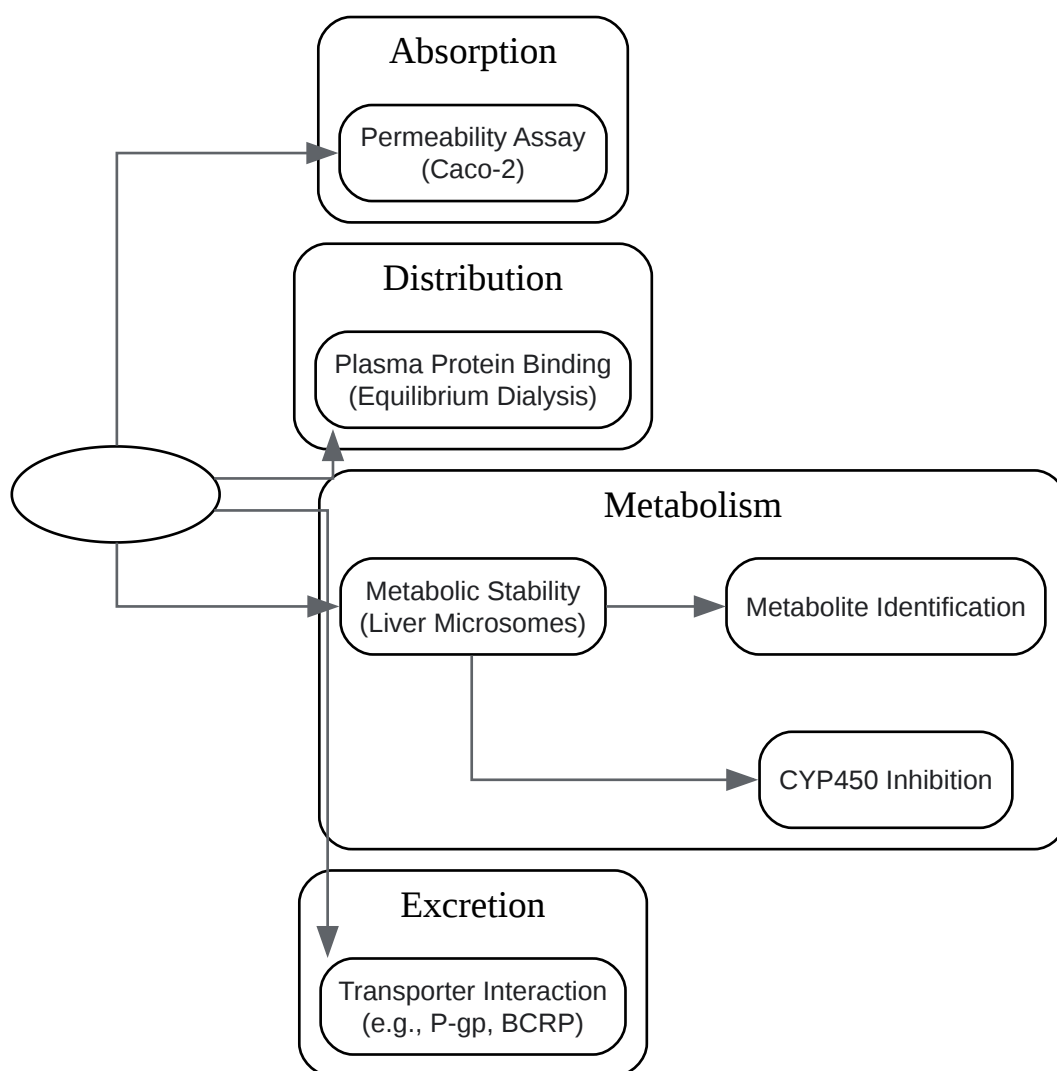 Absorption
Permeability Assay
(Caco-2)
Distribution
Plasma Protein Binding
(Equilibrium Dialysis)
Metabolism
Metabolic Stability
(Liver Microsomes)
Metabolite Identification
CYP450 Inhibition
Excretion
Transporter Interaction
(e.g., P-gp, BCRP)